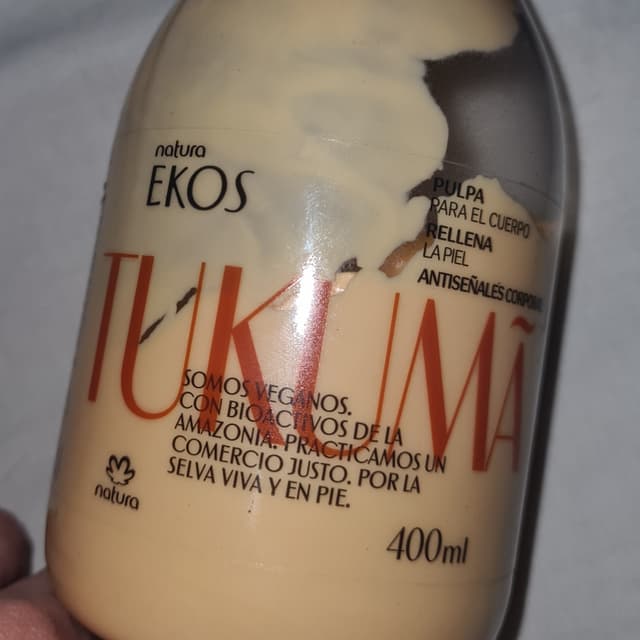 natura
EKOS
PULPA
PARA EL CUERPO
RELLENA
LA PIEL
ANTISEÑALES CORPORALES
TUKUMÃ
SOMOS VEGANOS.
CON BIOACTIVOS DE LA
AMAZONIA. PRACTICAMOS UN
COMERCIO JUSTO. POR LA
SELVA VIVA Y EN PIE.
natura
400ml